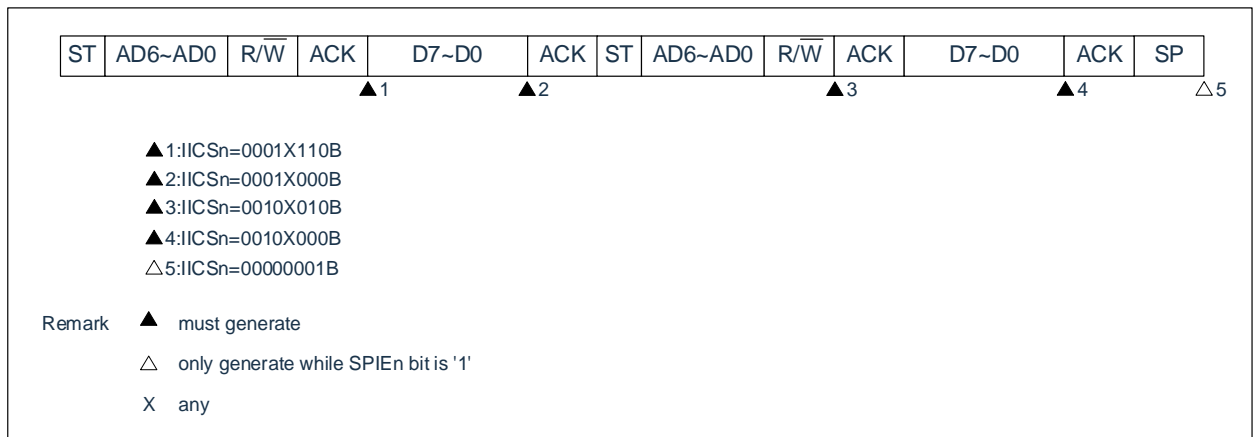 ST AD6~AD0 R/W ACK D7~D0 ACK ST AD6~AD0 R/W ACK D7~D0 ACK SP
▲1 ▲2 ▲3 ▲4 △5
▲1:IICSn=0001X110B
▲2:IICSn=0001X000B
▲3:IICSn=0010X010B
▲4:IICSn=0010X000B
△5:IICSn=00000001B
Remark ▲ must generate
△ only generate while SPIEn bit is '1'
X any